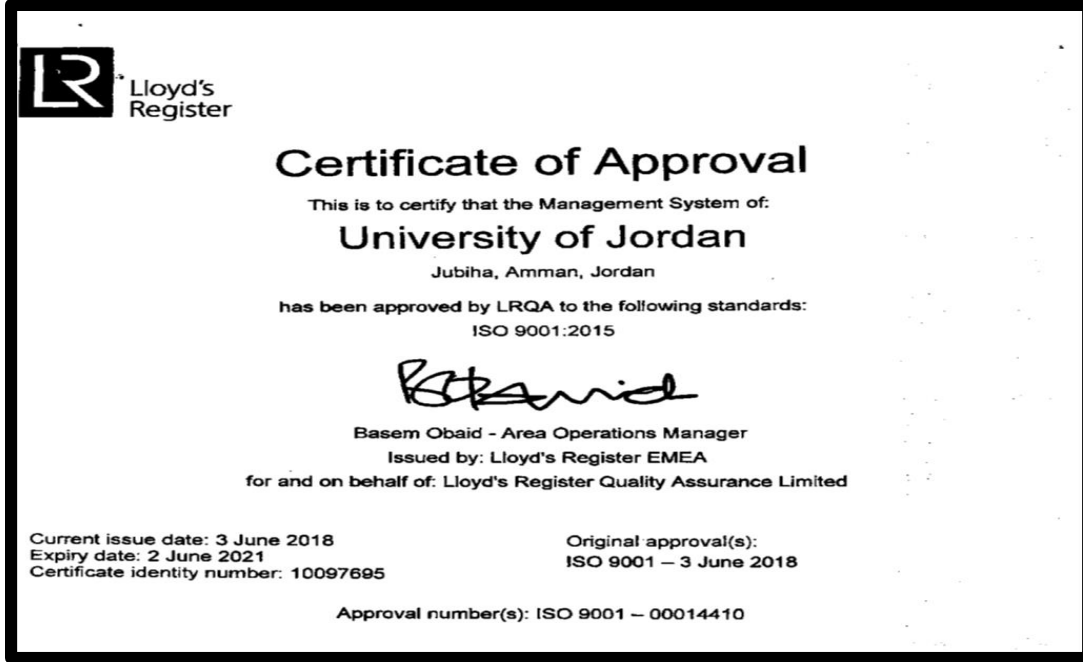 LR
Lloyd's
Register
Certificate of Approval
This is to certify that the Management System of:
University of Jordan
Jubiha, Amman, Jordan
has been approved by LRQA to the following standards:
ISO 9001:2015
Basem Obaid - Area Operations Manager
Issued by: Lloyd's Register EMEA
for and on behalf of: Lloyd's Register Quality Assurance Limited
Current issue date: 3 June 2018
Expiry date: 2 June 2021
Certificate identity number: 10097695
Original approval(s):
ISO 9001 – 3 June 2018
Approval number(s): ISO 9001 – 00014410